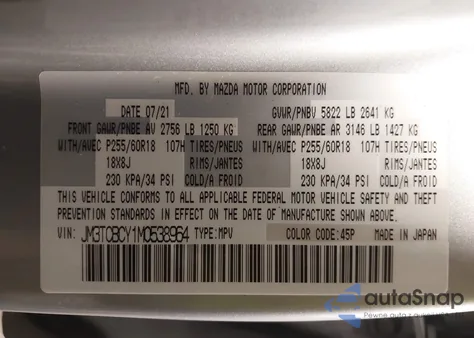 MFD. BY MAZDA MOTOR CORPORATION
DATE 07/21 GVWR/PNBV 5822 LB 2641 KG
FRONT GAWR/PNBE AV 2756 LB 1250 KG REAR GAWR/PNBE AR 3146 LB 1427 KG
WITH/AVEC P255/60R18 107H TIRES/PNEUS WITH/AVEC P255/60R18 107H TIRES/PNEUS
18X8J RIMS/JANTES 18X8J RIMS/JANTES
230 KPA/34 PSI COLD/A FROID 230 KPA/34 PSI COLD/A FROID
THIS VEHICLE CONFORMS TO ALL APPLICABLE FEDERAL MOTOR VEHICLE SAFETY AND THEFT
PREVENTION STANDARDS IN EFFECT ON THE DATE OF MANUFACTURE SHOWN ABOVE.
VIN: JM3TCBCY1M0538964 TYPE:MPV COLOR CODE:45P MADE IN JAPAN
autaSnap
Pewne auta z